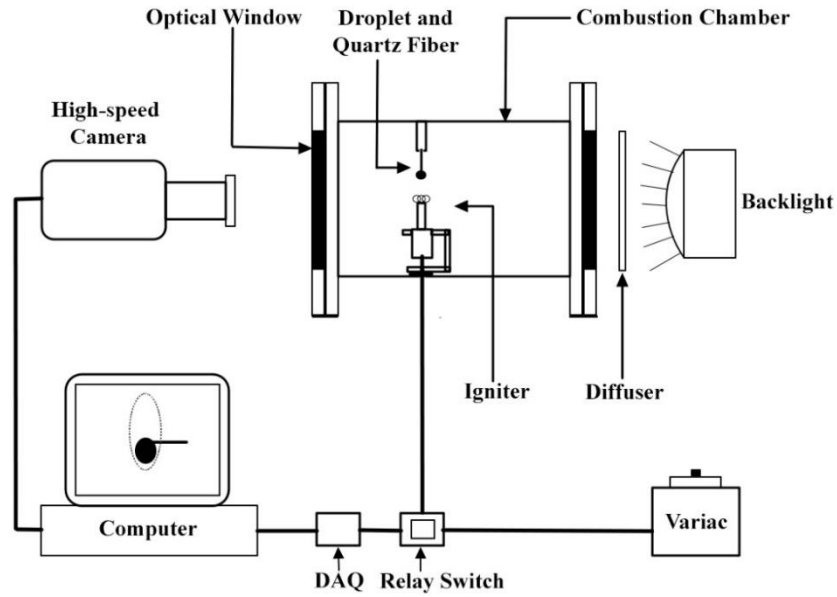 Optical Window
Droplet and
Quartz Fiber
Combustion Chamber
High-speed
Camera
Backlight
Igniter
Diffuser
Computer
Variac
DAQ
Relay Switch